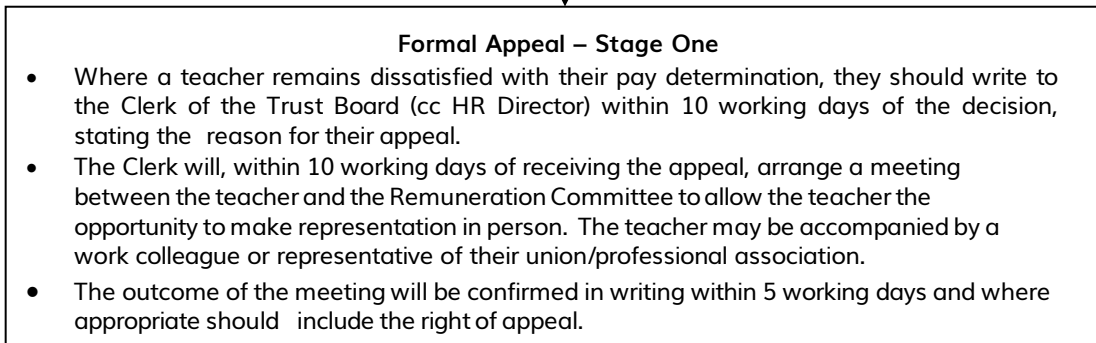 Formal Appeal – Stage One
• Where a teacher remains dissatisfied with their pay determination, they should write to
the Clerk of the Trust Board (cc HR Director) within 10 working days of the decision,
stating the reason for their appeal.
• The Clerk will, within 10 working days of receiving the appeal, arrange a meeting
between the teacher and the Remuneration Committee to allow the teacher the
opportunity to make representation in person. The teacher may be accompanied by a
work colleague or representative of their union/professional association.
• The outcome of the meeting will be confirmed in writing within 5 working days and where
appropriate should include the right of appeal.